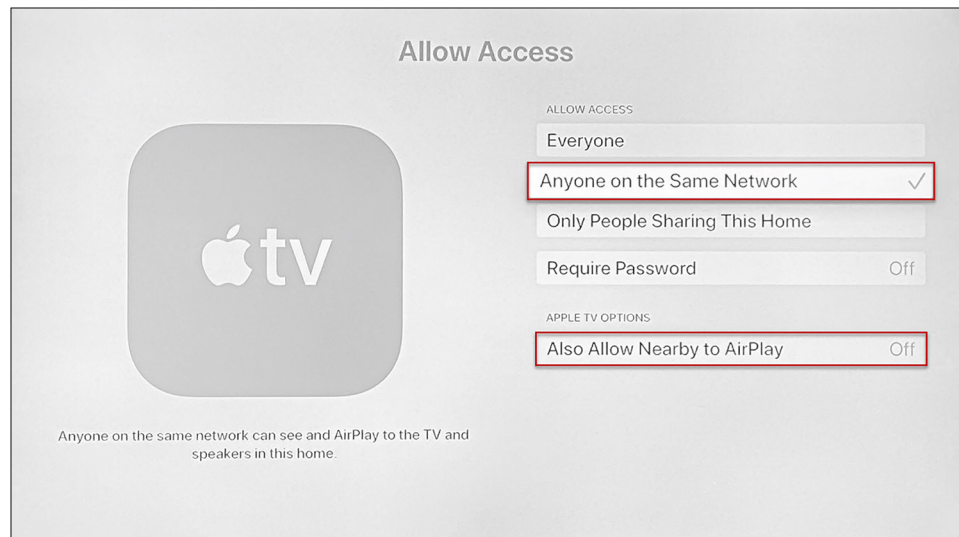 Allow Access
ALLOW ACCESS
Everyone
Anyone on the Same Network
Only People Sharing This Home
Require Password Off
APPLE TV OPTIONS
Also Allow Nearby to AirPlay Off
tv
Anyone on the same network can see and AirPlay to the TV and
speakers in this home.